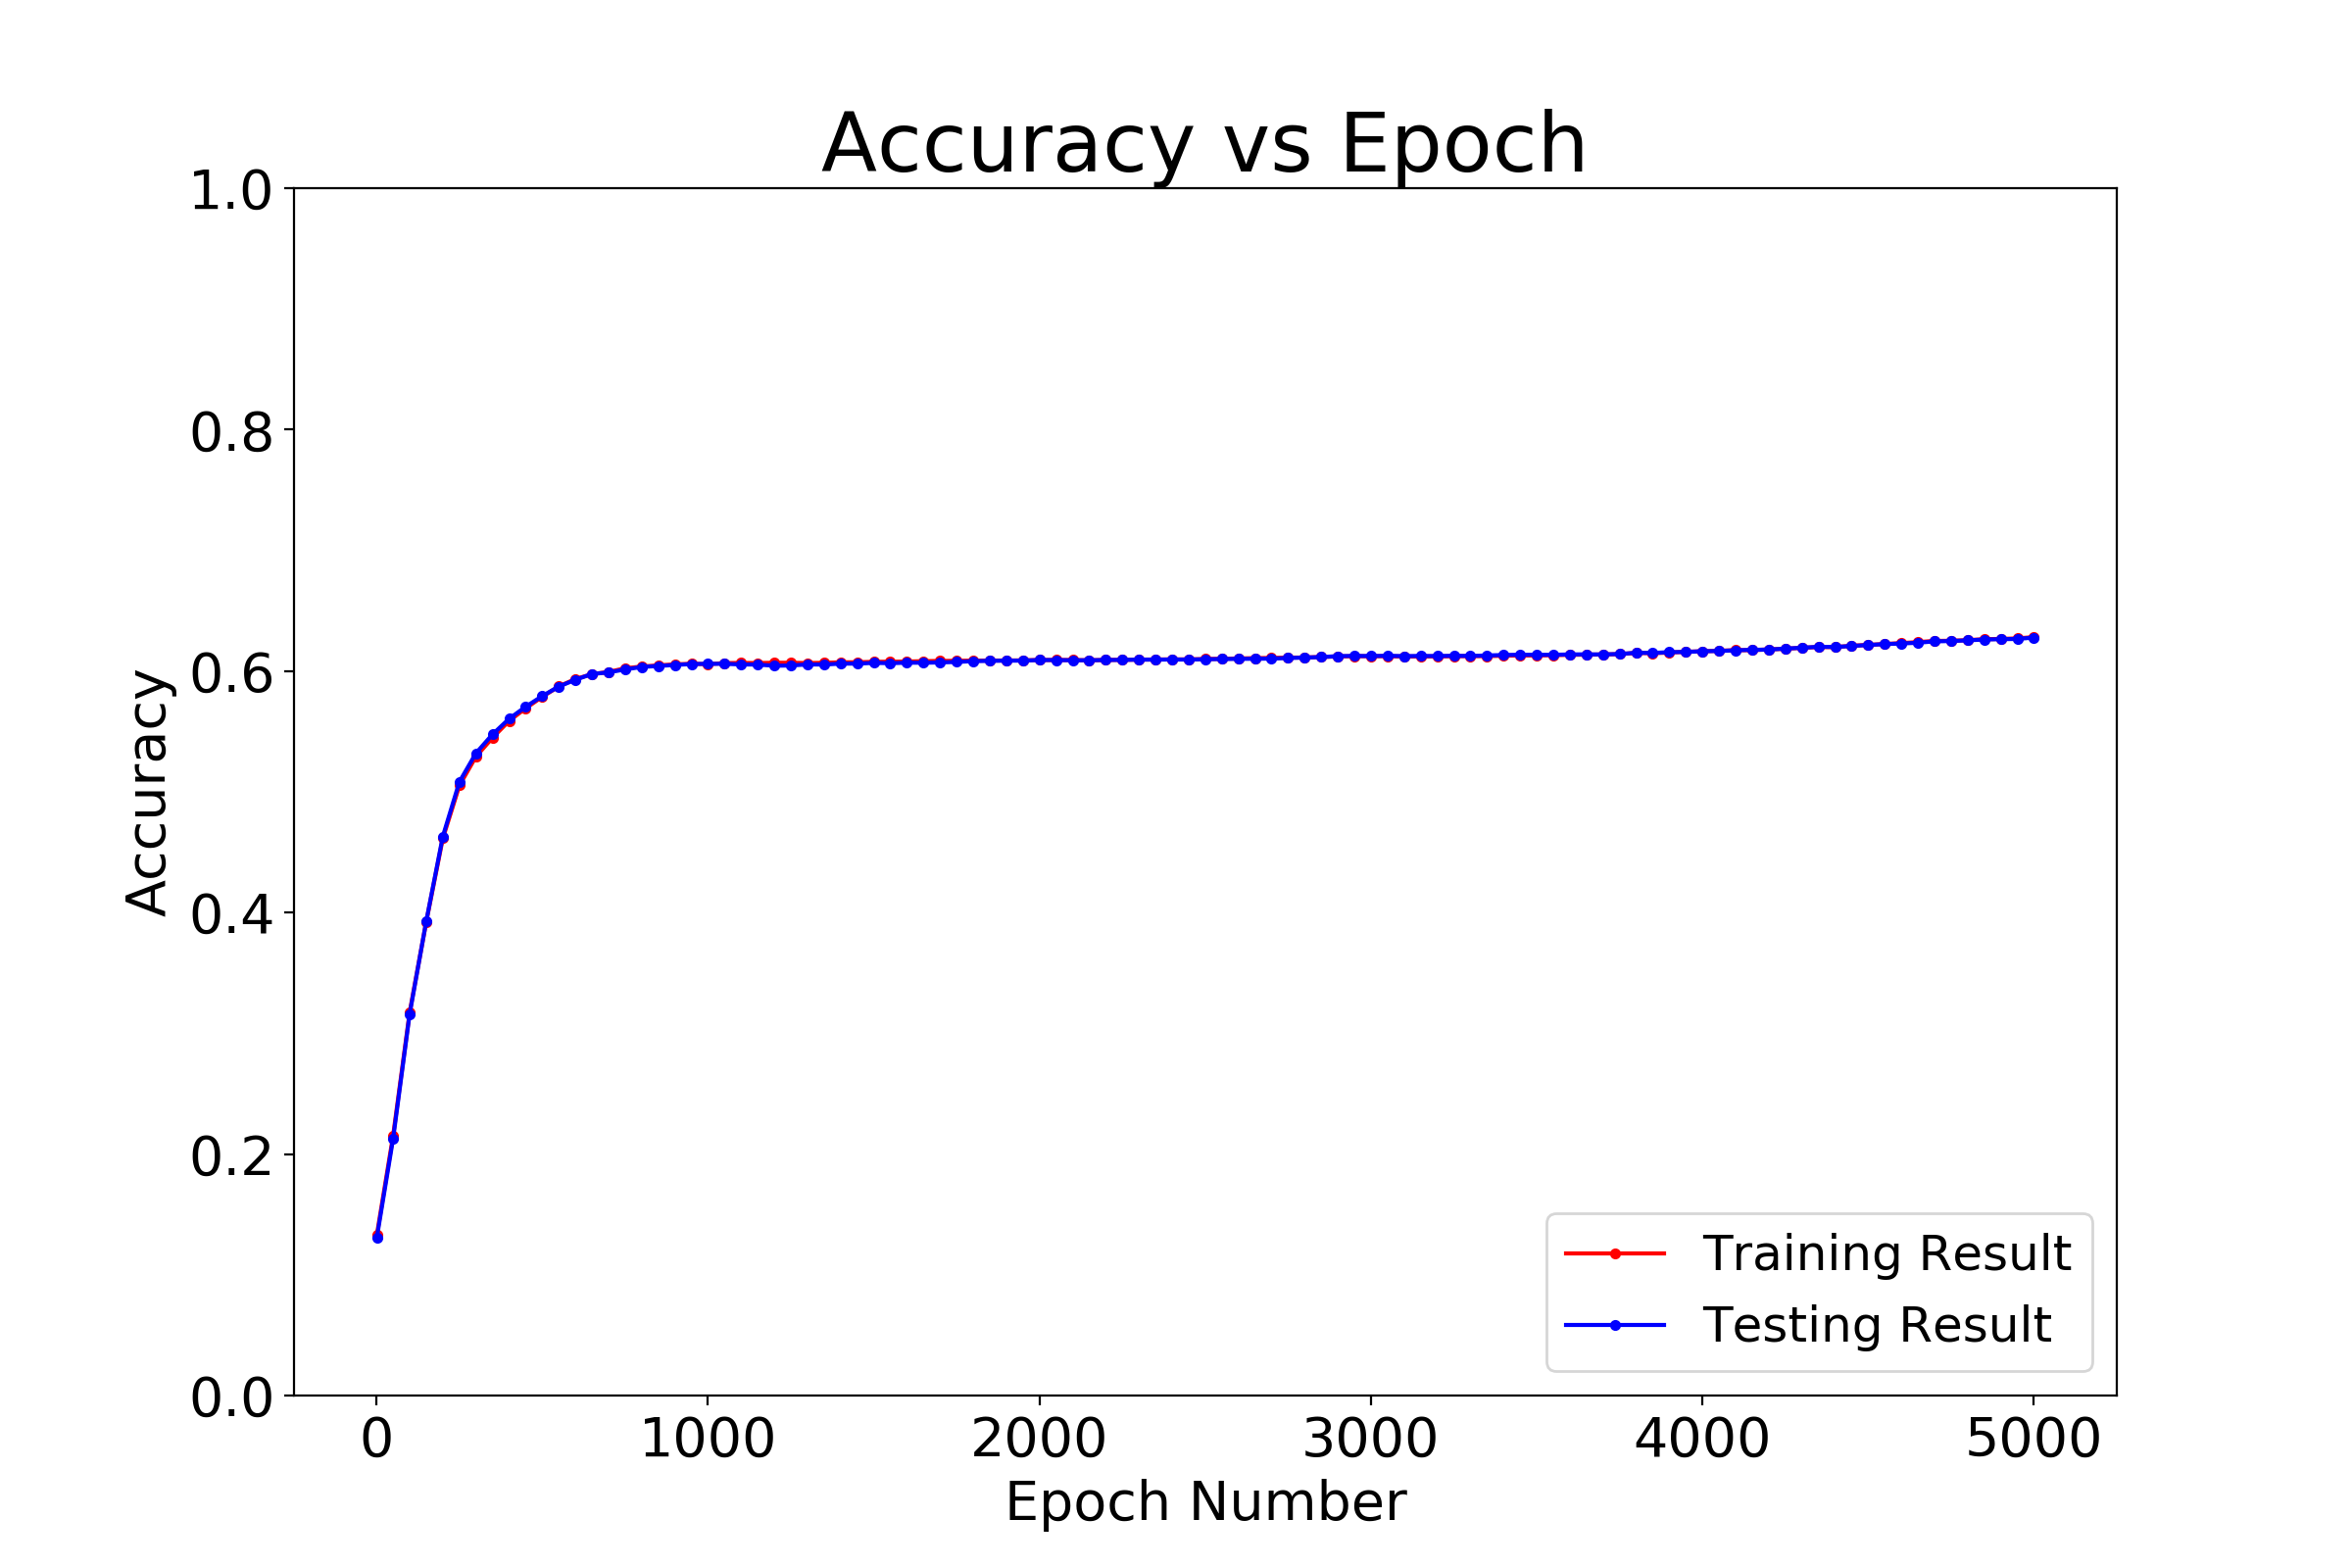 Accuracy vs Epoch
1.0
0.8
0.6
0.4
0.2
0.0
Accuracy
0 1000 2000 3000 4000 5000
Epoch Number
Training Result
Testing Result